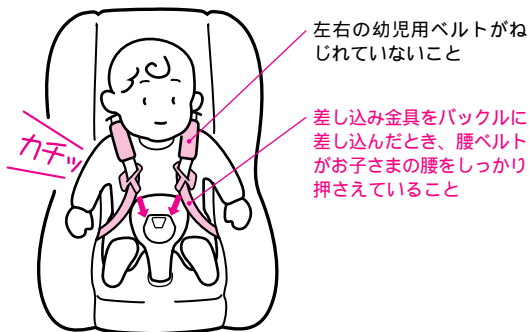 左右の幼児用ベルトがね
じれていないこと
カチッ
差し込み金具をバックルに
差し込んだとき、腰ベルト
がお子さまの腰をしっかり
押さえていること